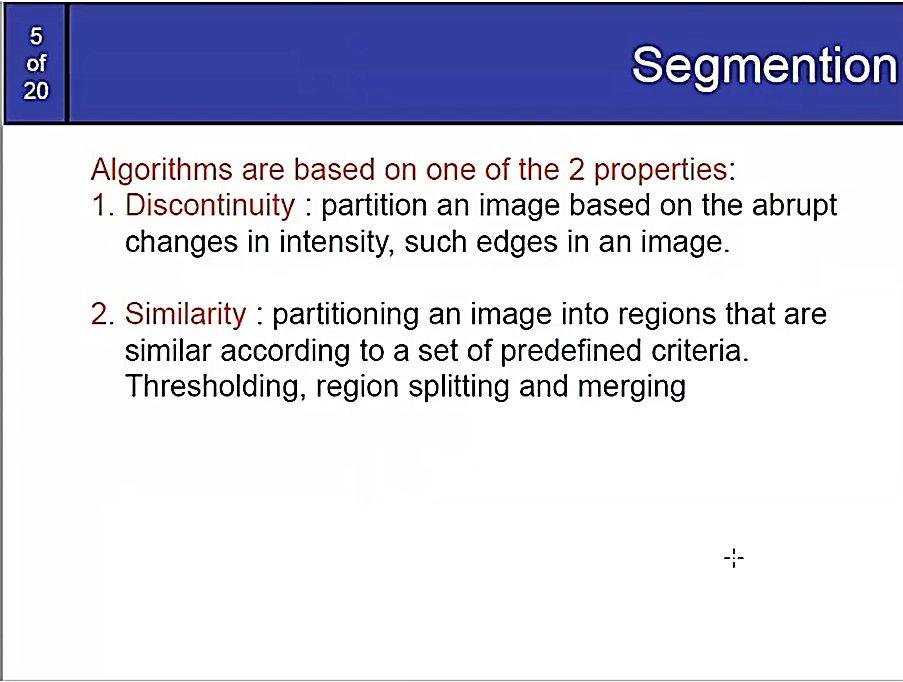 5
of
20
Segmention
Algorithms are based on one of the 2 properties:
1. Discontinuity : partition an image based on the abrupt
changes in intensity, such edges in an image.
2. Similarity : partitioning an image into regions that are
similar according to a set of predefined criteria.
Thresholding, region splitting and merging